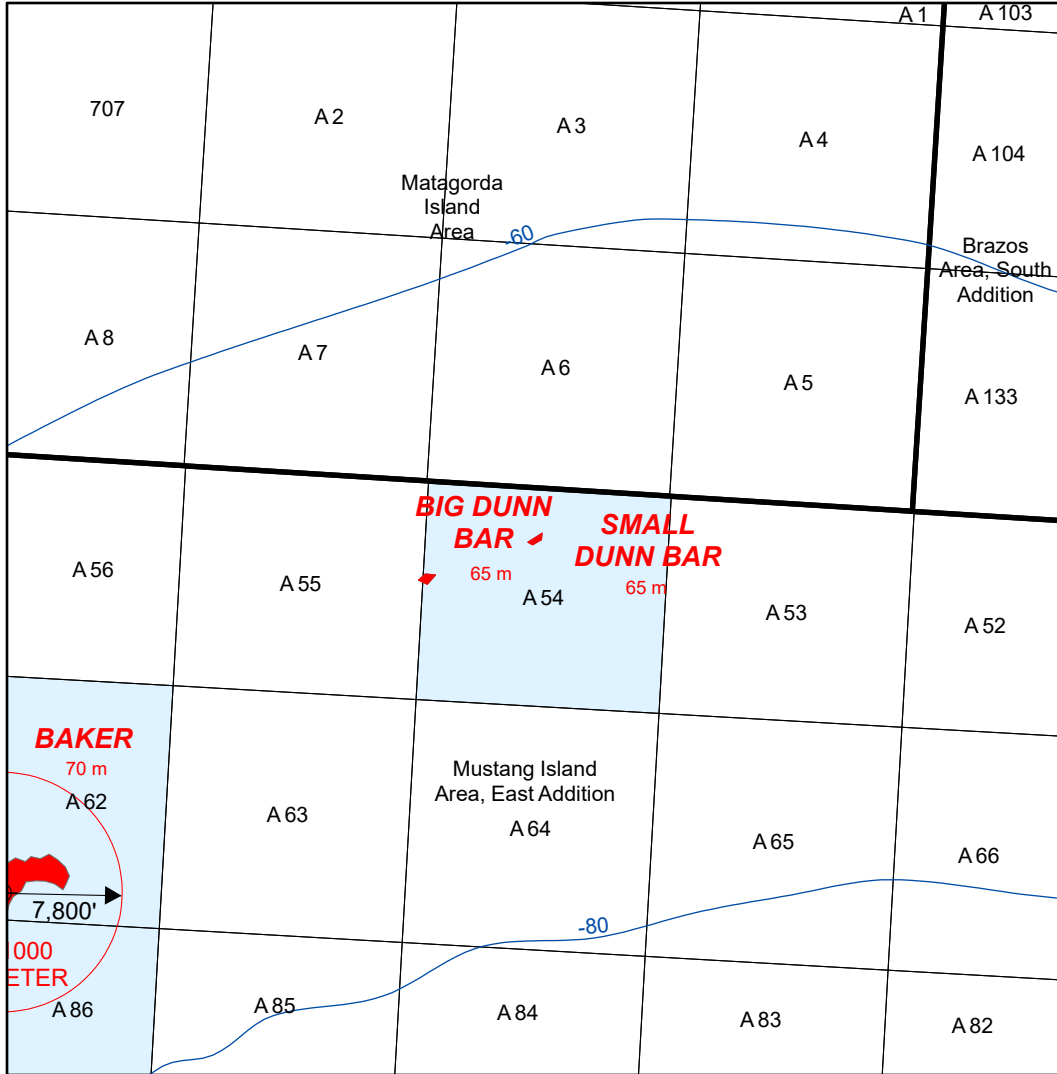 A 1
A 103
707
A 2
A 3
A 4
A 104
Matagorda
Island
Area
-60
Brazos
Area, South
Addition
A 8
A 7
A 6
A 5
A 133
BIG DUNN
BAR
65 m
SMALL
DUNN BAR
65 m
A 56
A 55
A 54
A 53
A 52
BAKER
70 m
A 62
A 63
Mustang Island
Area, East Addition
A 64
A 65
A 66
7,800'
-80
1000
ETER
A 86
A 85
A 84
A 83
A 82